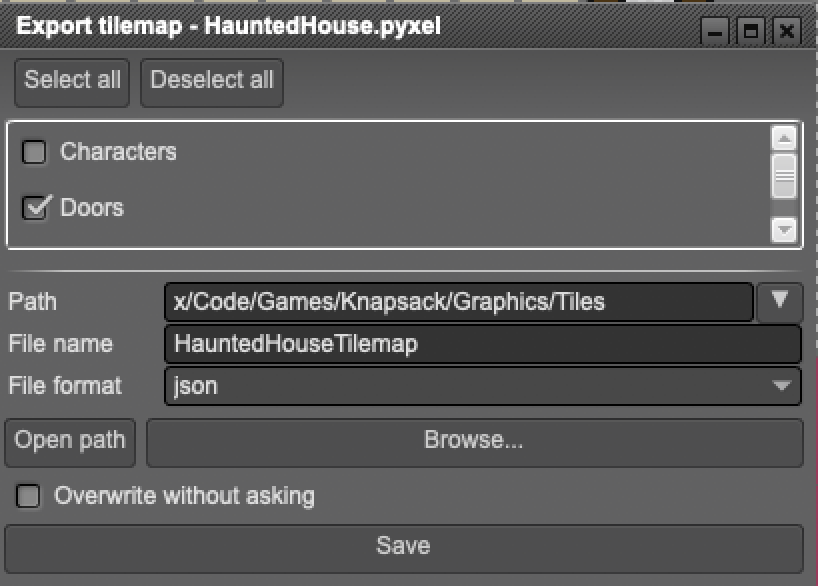 Export tilemap - HauntedHouse.pyxel
Select all Deselect all
Characters
Doors
Path x/Code/Games/Knapsack/Graphics/Tiles
File name HauntedHouseTilemap
File format json
Open path Browse...
Overwrite without asking
Save